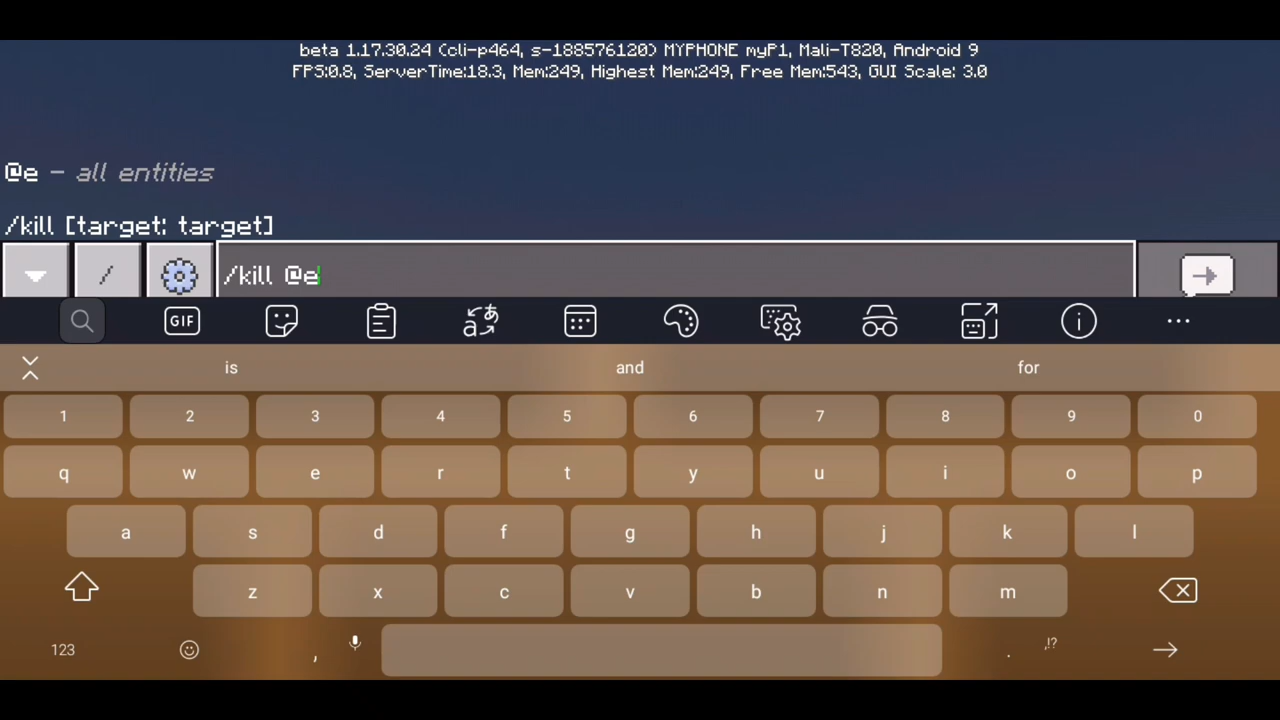 beta 1.17.30.24 (cli-p464, s-188576120) MYPHONE myP1, Mali-T820, Android 9
FPS:0.8, ServerTime:18.3, Mem:249, Highest Mem:249, Free Mem:543, GUI Scale: 3.0
@e - all entities
/kill [target: target]
/ /kill @e
GIF aあ
is and for
1 2 3 4 5 6 7 8 9 0
q w e r t y u i o p
a s d f g h j k l
z x c v b n m
123 , . ,!?